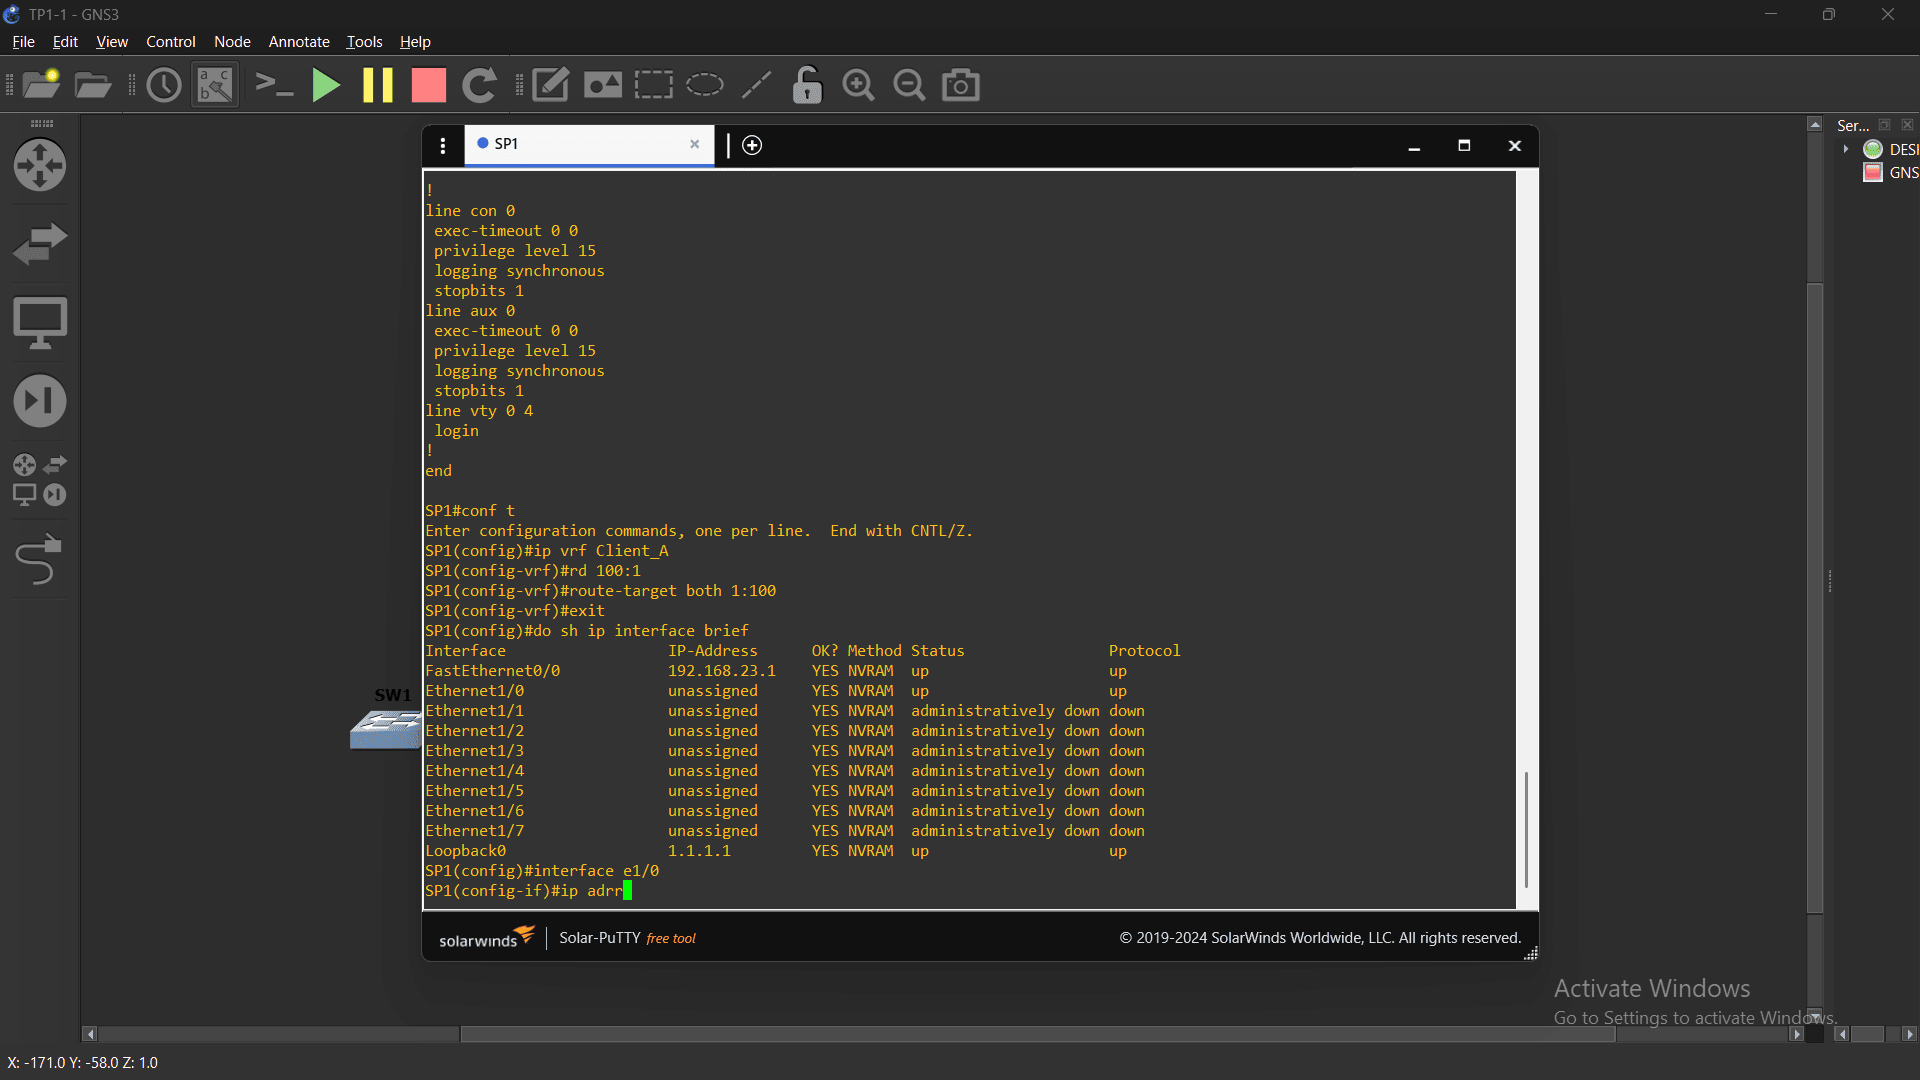 TP1-1 - GNS3
File Edit View Control Node Annotate Tools Help
a c
b
SP1
Ser...
DESI
GNS
!
line con 0
exec-timeout 0 0
privilege level 15
logging synchronous
stopbits 1
line aux 0
exec-timeout 0 0
privilege level 15
logging synchronous
stopbits 1
line vty 0 4
login
!
end
SP1#conf t
Enter configuration commands, one per line. End with CNTL/Z.
SP1(config)#ip vrf Client_A
SP1(config-vrf)#rd 100:1
SP1(config-vrf)#route-target both 1:100
SP1(config-vrf)#exit
SP1(config)#do sh ip interface brief
Interface IP-Address OK? Method Status Protocol
FastEthernet0/0 192.168.23.1 YES NVRAM up up
Ethernet1/0 unassigned YES NVRAM up up
Ethernet1/1 unassigned YES NVRAM administratively down down
Ethernet1/2 unassigned YES NVRAM administratively down down
Ethernet1/3 unassigned YES NVRAM administratively down down
Ethernet1/4 unassigned YES NVRAM administratively down down
Ethernet1/5 unassigned YES NVRAM administratively down down
Ethernet1/6 unassigned YES NVRAM administratively down down
Ethernet1/7 unassigned YES NVRAM administratively down down
Loopback0 1.1.1.1 YES NVRAM up up
SP1(config)#interface e1/0
SP1(config-if)#ip adrr
SW1
solarwinds Solar-PuTTY free tool © 2019-2024 SolarWinds Worldwide, LLC. All rights reserved.
Activate Windows
Go to Settings to activate Windows.
X: -171.0 Y: -58.0 Z: 1.0